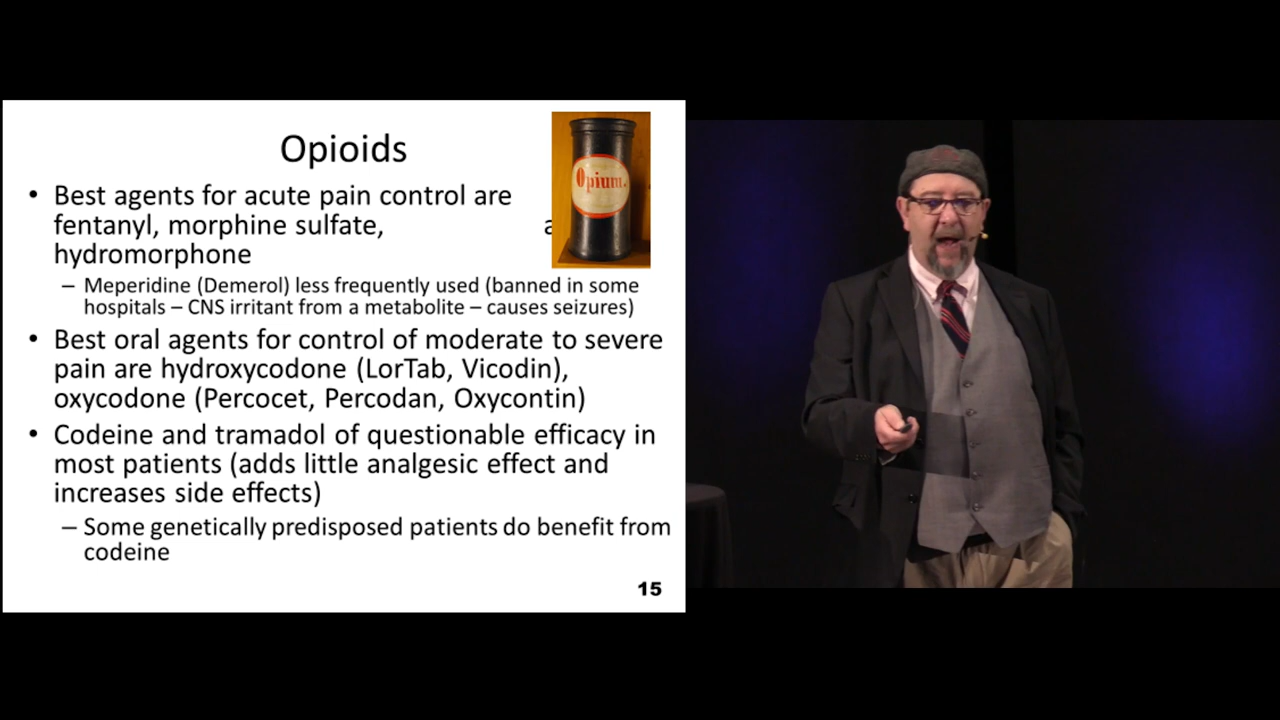 Opioids
Opium.
• Best agents for acute pain control are
fentanyl, morphine sulfate, a
hydromorphone
– Meperidine (Demerol) less frequently used (banned in some
hospitals – CNS irritant from a metabolite – causes seizures)
• Best oral agents for control of moderate to severe
pain are hydroxycodone (LorTab, Vicodin),
oxycodone (Percocet, Percodan, Oxycontin)
• Codeine and tramadol of questionable efficacy in
most patients (adds little analgesic effect and
increases side effects)
– Some genetically predisposed patients do benefit from
codeine
15